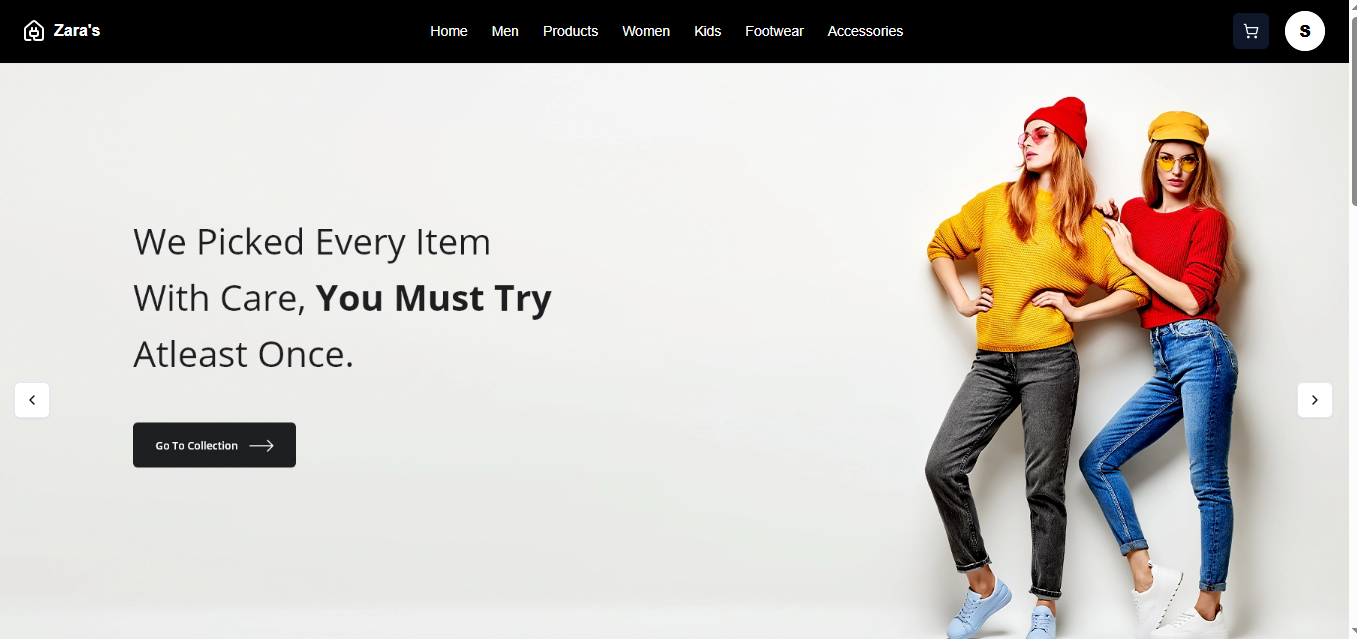 Zara's
Home Men Products Women Kids Footwear Accessories
S
We Picked Every Item
With Care, You Must Try
Atleast Once.
Go To Collection